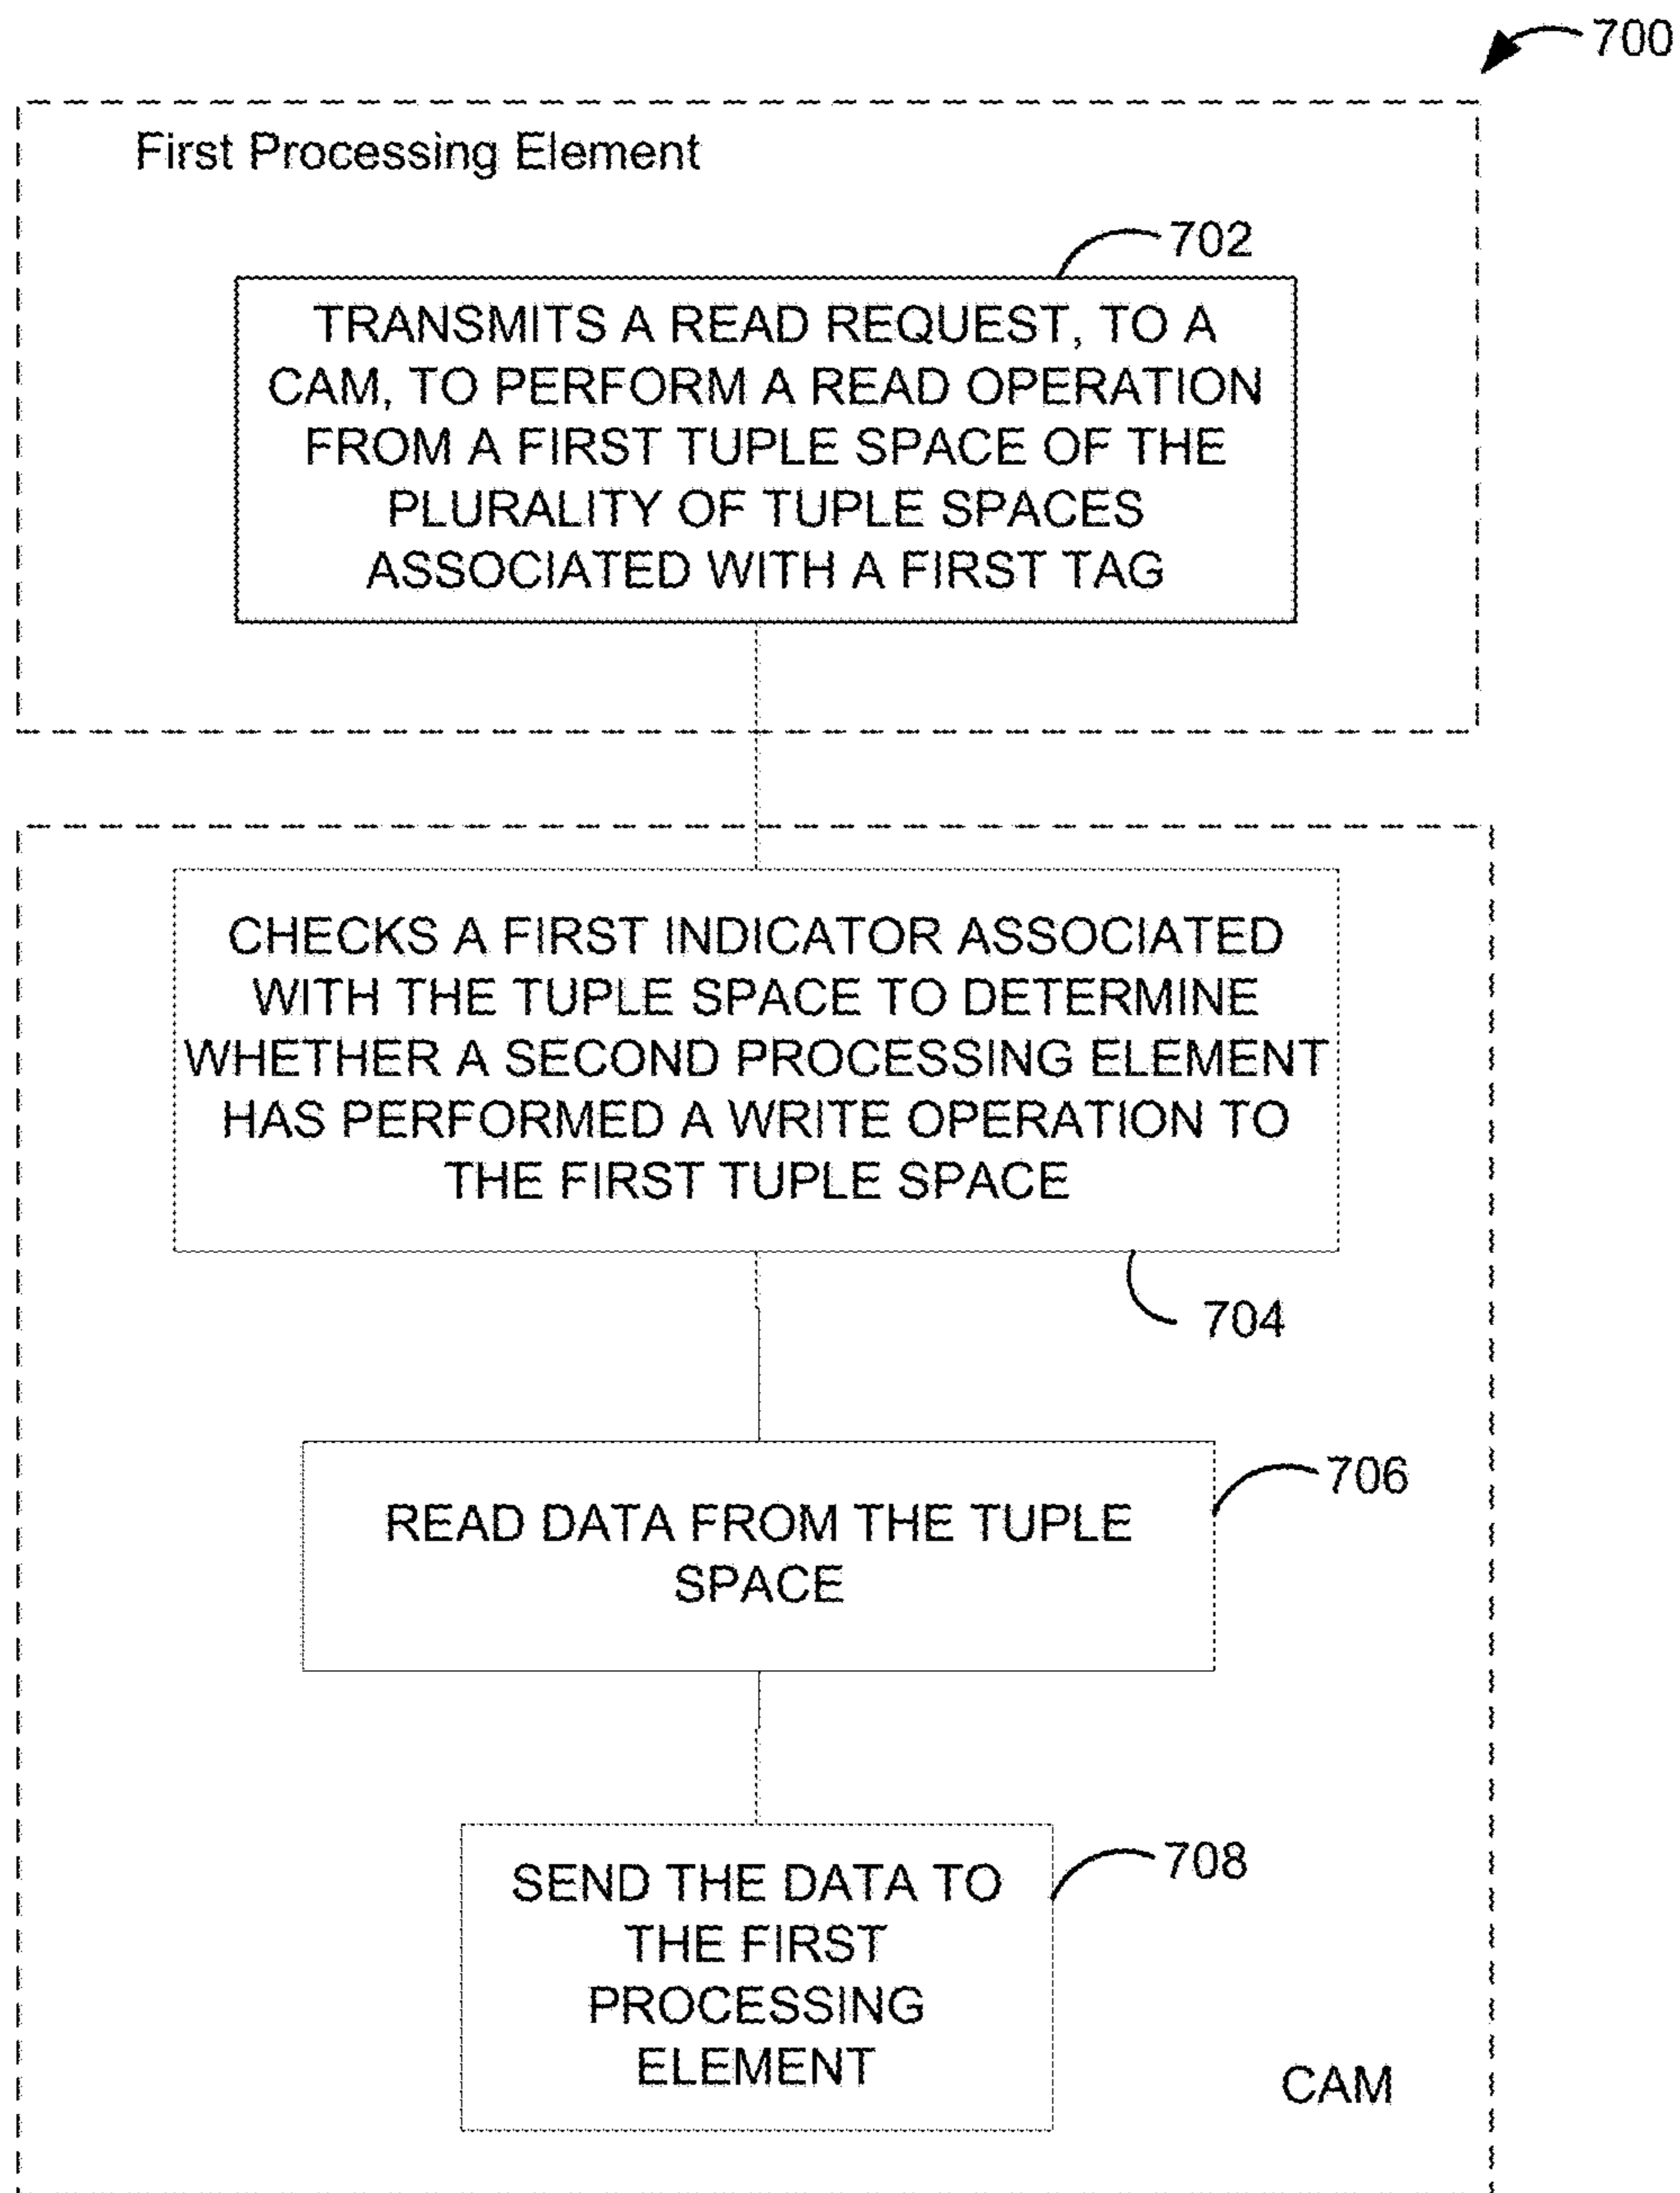 700
First Processing Element
702
TRANSMITS A READ REQUEST, TO A
CAM, TO PERFORM A READ OPERATION
FROM A FIRST TUPLE SPACE OF THE
PLURALITY OF TUPLE SPACES
ASSOCIATED WITH A FIRST TAG
CHECKS A FIRST INDICATOR ASSOCIATED
WITH THE TUPLE SPACE TO DETERMINE
WHETHER A SECOND PROCESSING ELEMENT
HAS PERFORMED A WRITE OPERATION TO
THE FIRST TUPLE SPACE
704
706
READ DATA FROM THE TUPLE
SPACE
708
SEND THE DATA TO
THE FIRST
PROCESSING
ELEMENT
CAM